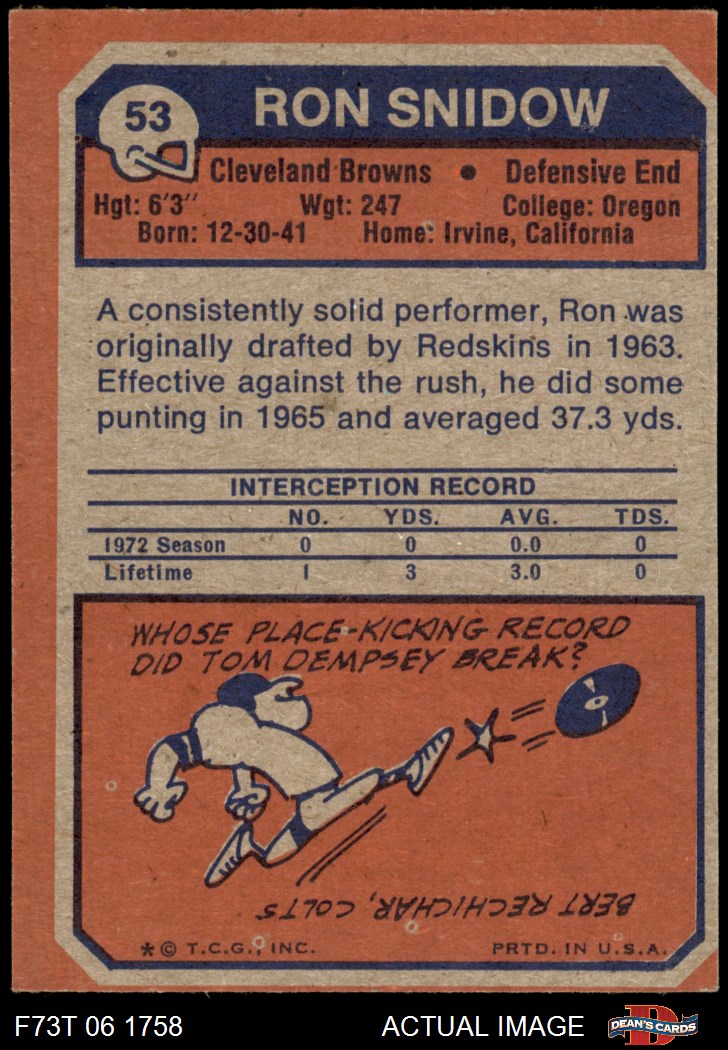 53
RON SNIDOW
Cleveland Browns • Defensive End
Hgt: 6'3" Wgt: 247 College: Oregon
Born: 12-30-41 Home: Irvine, California
A consistently solid performer, Ron was
originally drafted by Redskins in 1963.
Effective against the rush, he did some
punting in 1965 and averaged 37.3 yds.
INTERCEPTION RECORD
NO. YDS. AVG. TDS.
1972 Season 0 0 0.0 0
Lifetime 1 3 3.0 0
WHOSE PLACE-KICKING RECORD
DID TOM DEMPSEY BREAK?
BERT RECHICHAR, COLTS
* © T.C.G., INC. PRTD. IN U.S.A.
F73T 06 1758 ACTUAL IMAGE DEAN'S CARDS